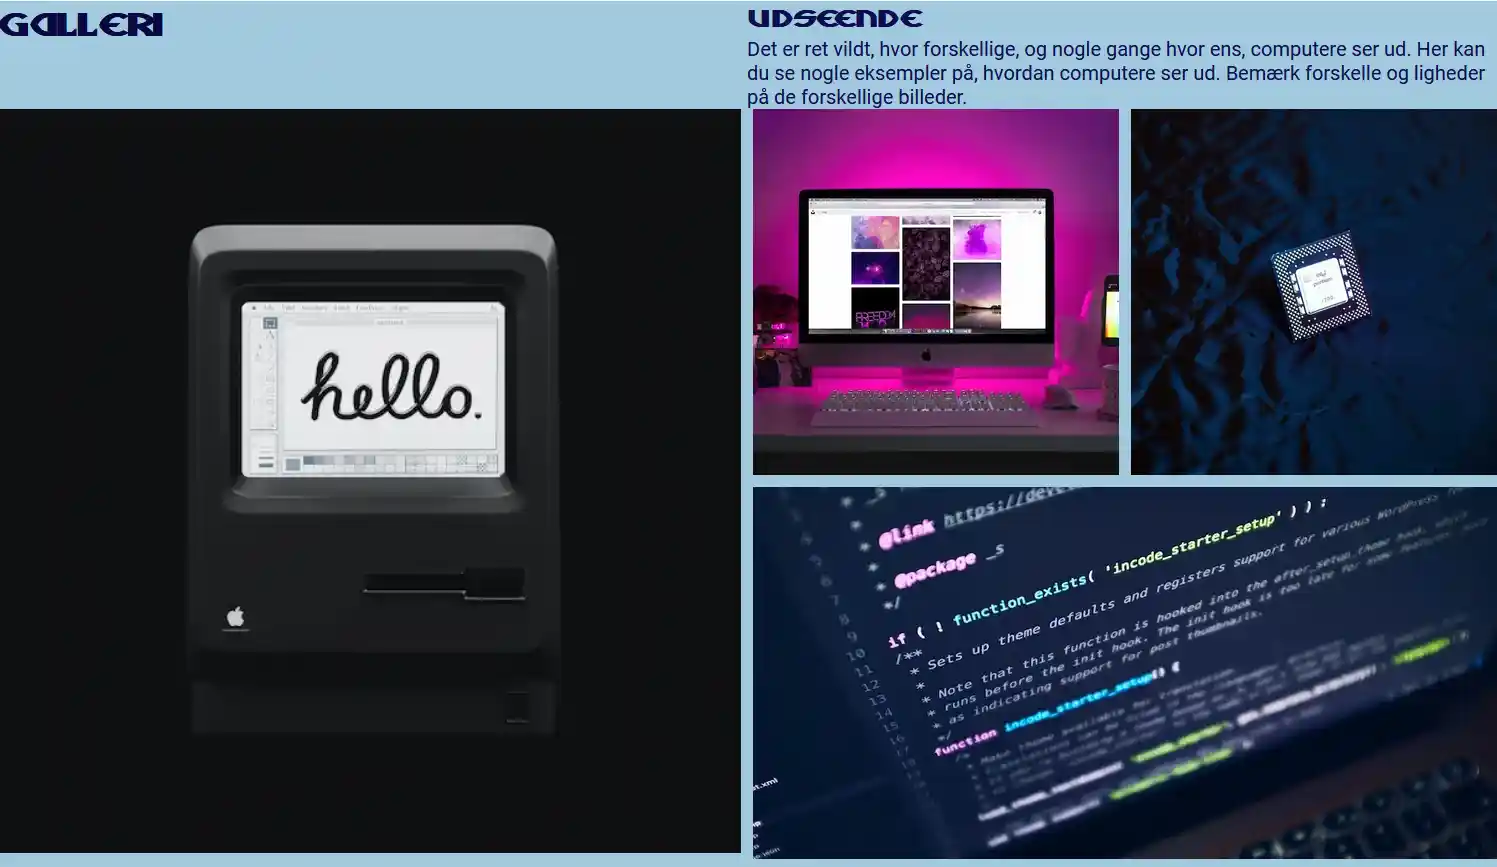 GALLERI
UDSEENDE
Det er ret vildt, hvor forskellige, og nogle gange hvor ens, computere ser ud. Her kan
du se nogle eksempler på, hvordan computere ser ud. Bemærk forskelle og ligheder
på de forskellige billeder.
hello.
FREEDOM
@link https://deve
* @package _s
*/
if ( ! function_exists( 'incode_starter_setup' ) ) :
/**
* Sets up theme defaults and registers support for various WordPress
*
* Note that this function is hooked into the after_setup_theme hook, which
* runs before the init hook. The init hook is too late for some features,
* as indicating support for post thumbnails.
*/
function incode_starter_setup() {